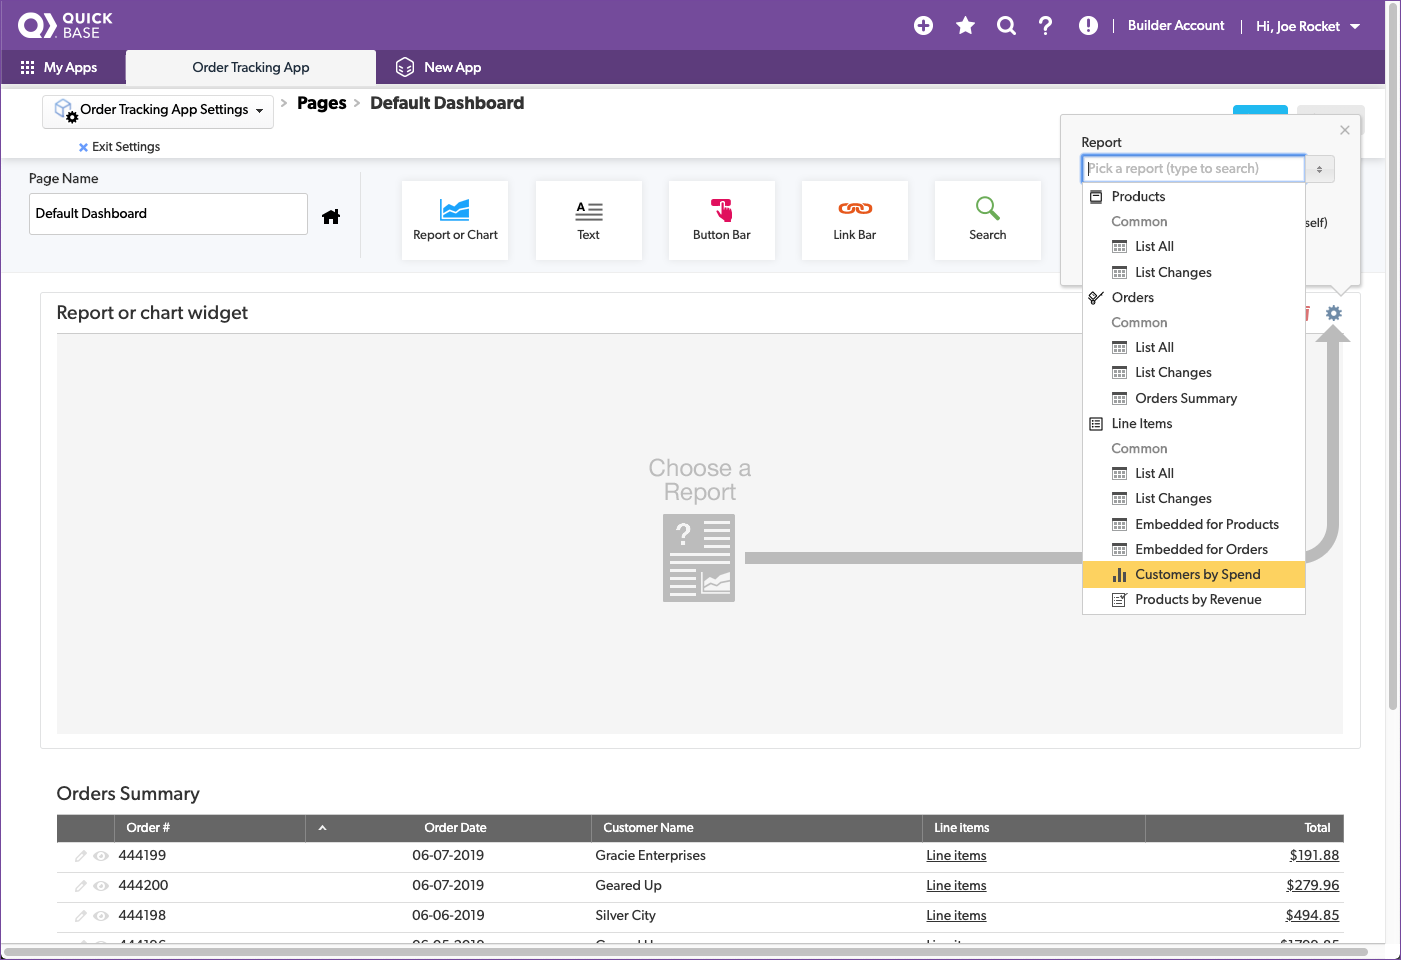 QUICK
BASE
Builder Account
Hi, Joe Rocket
My Apps
Order Tracking App
New App
Order Tracking App Settings
> Pages > Default Dashboard
Exit Settings
Page Name
Default Dashboard
Report or Chart
Text
Button Bar
Link Bar
Search
Report
Pick a report (type to search)
self)
Products
Common
List All
List Changes
Orders
Common
List All
List Changes
Orders Summary
Line Items
Common
List All
List Changes
Embedded for Products
Embedded for Orders
Customers by Spend
Products by Revenue
Report or chart widget
Choose a
Report
Orders Summary
Order # Order Date Customer Name Line items Total
444199 06-07-2019 Gracie Enterprises Line items $191.88
444200 06-07-2019 Geared Up Line items $279.96
444198 06-06-2019 Silver City Line items $494.85